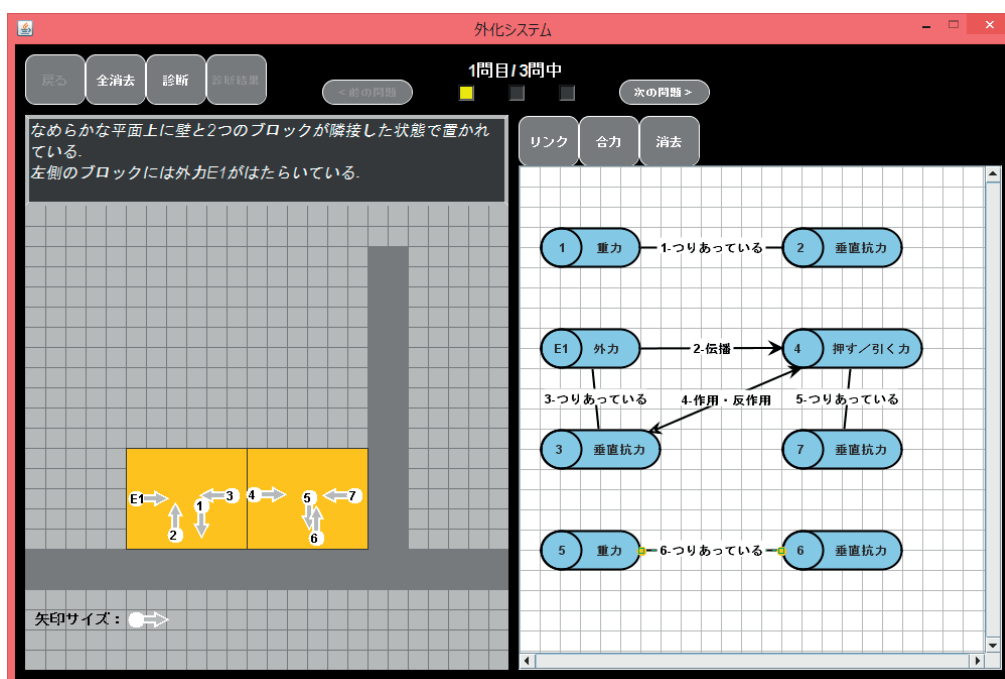 外化システム
戻る 全消去 診断 診断結果
<前の問題
1問目/3問中
次の問題>
なめらかな平面上に壁と2つのブロックが隣接した状態で置かれ
ている.
左側のブロックには外力E1がはたらいている.
リンク 合力 消去
E1 3 4 5 7
1
2 6
矢印サイズ：
1 重力 1-つりあっている 2 垂直抗力
E1 外力 2-伝播 4 押す／引く力
3-つりあっている 4-作用・反作用 5-つりあっている
3 垂直抗力 7 垂直抗力
5 重力 6-つりあっている 6 垂直抗力